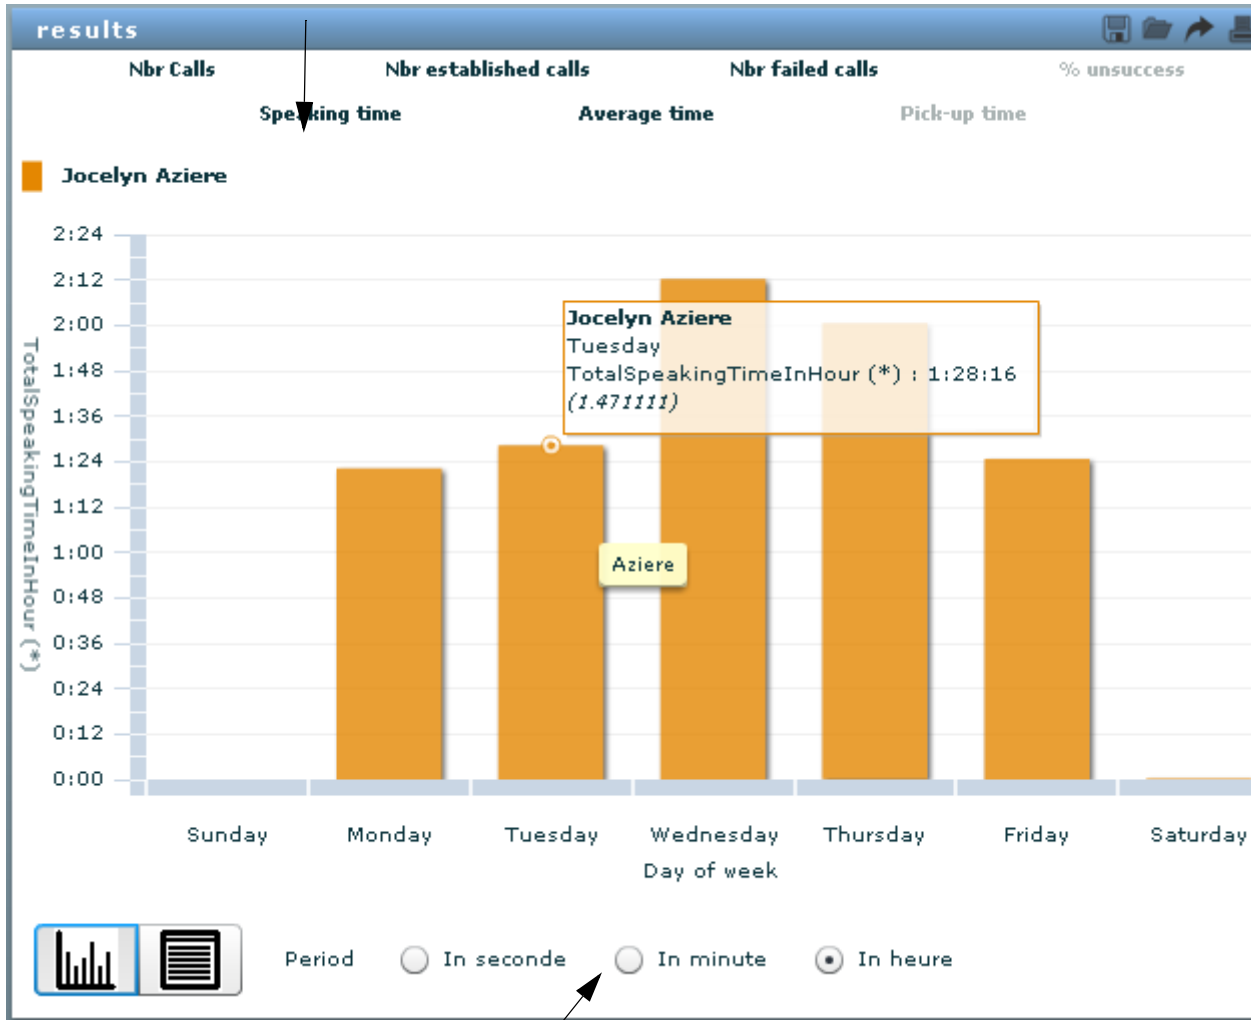 results
Nbr Calls Nbr established calls Nbr failed calls % unsuccess
Speaking time Average time Pick-up time
Jocelyn Aziere
2:24
2:12
2:00
1:48
1:36
1:24
1:12
1:00
0:48
0:36
0:24
0:12
0:00
TotalSpeakingTimeInHour (*)
Jocelyn Aziere
Tuesday
TotalSpeakingTimeInHour (*) : 1:28:16
(1.471111)
Aziere
Sunday Monday Tuesday Wednesday Thursday Friday Saturday
Day of week
Period In seconde In minute In heure